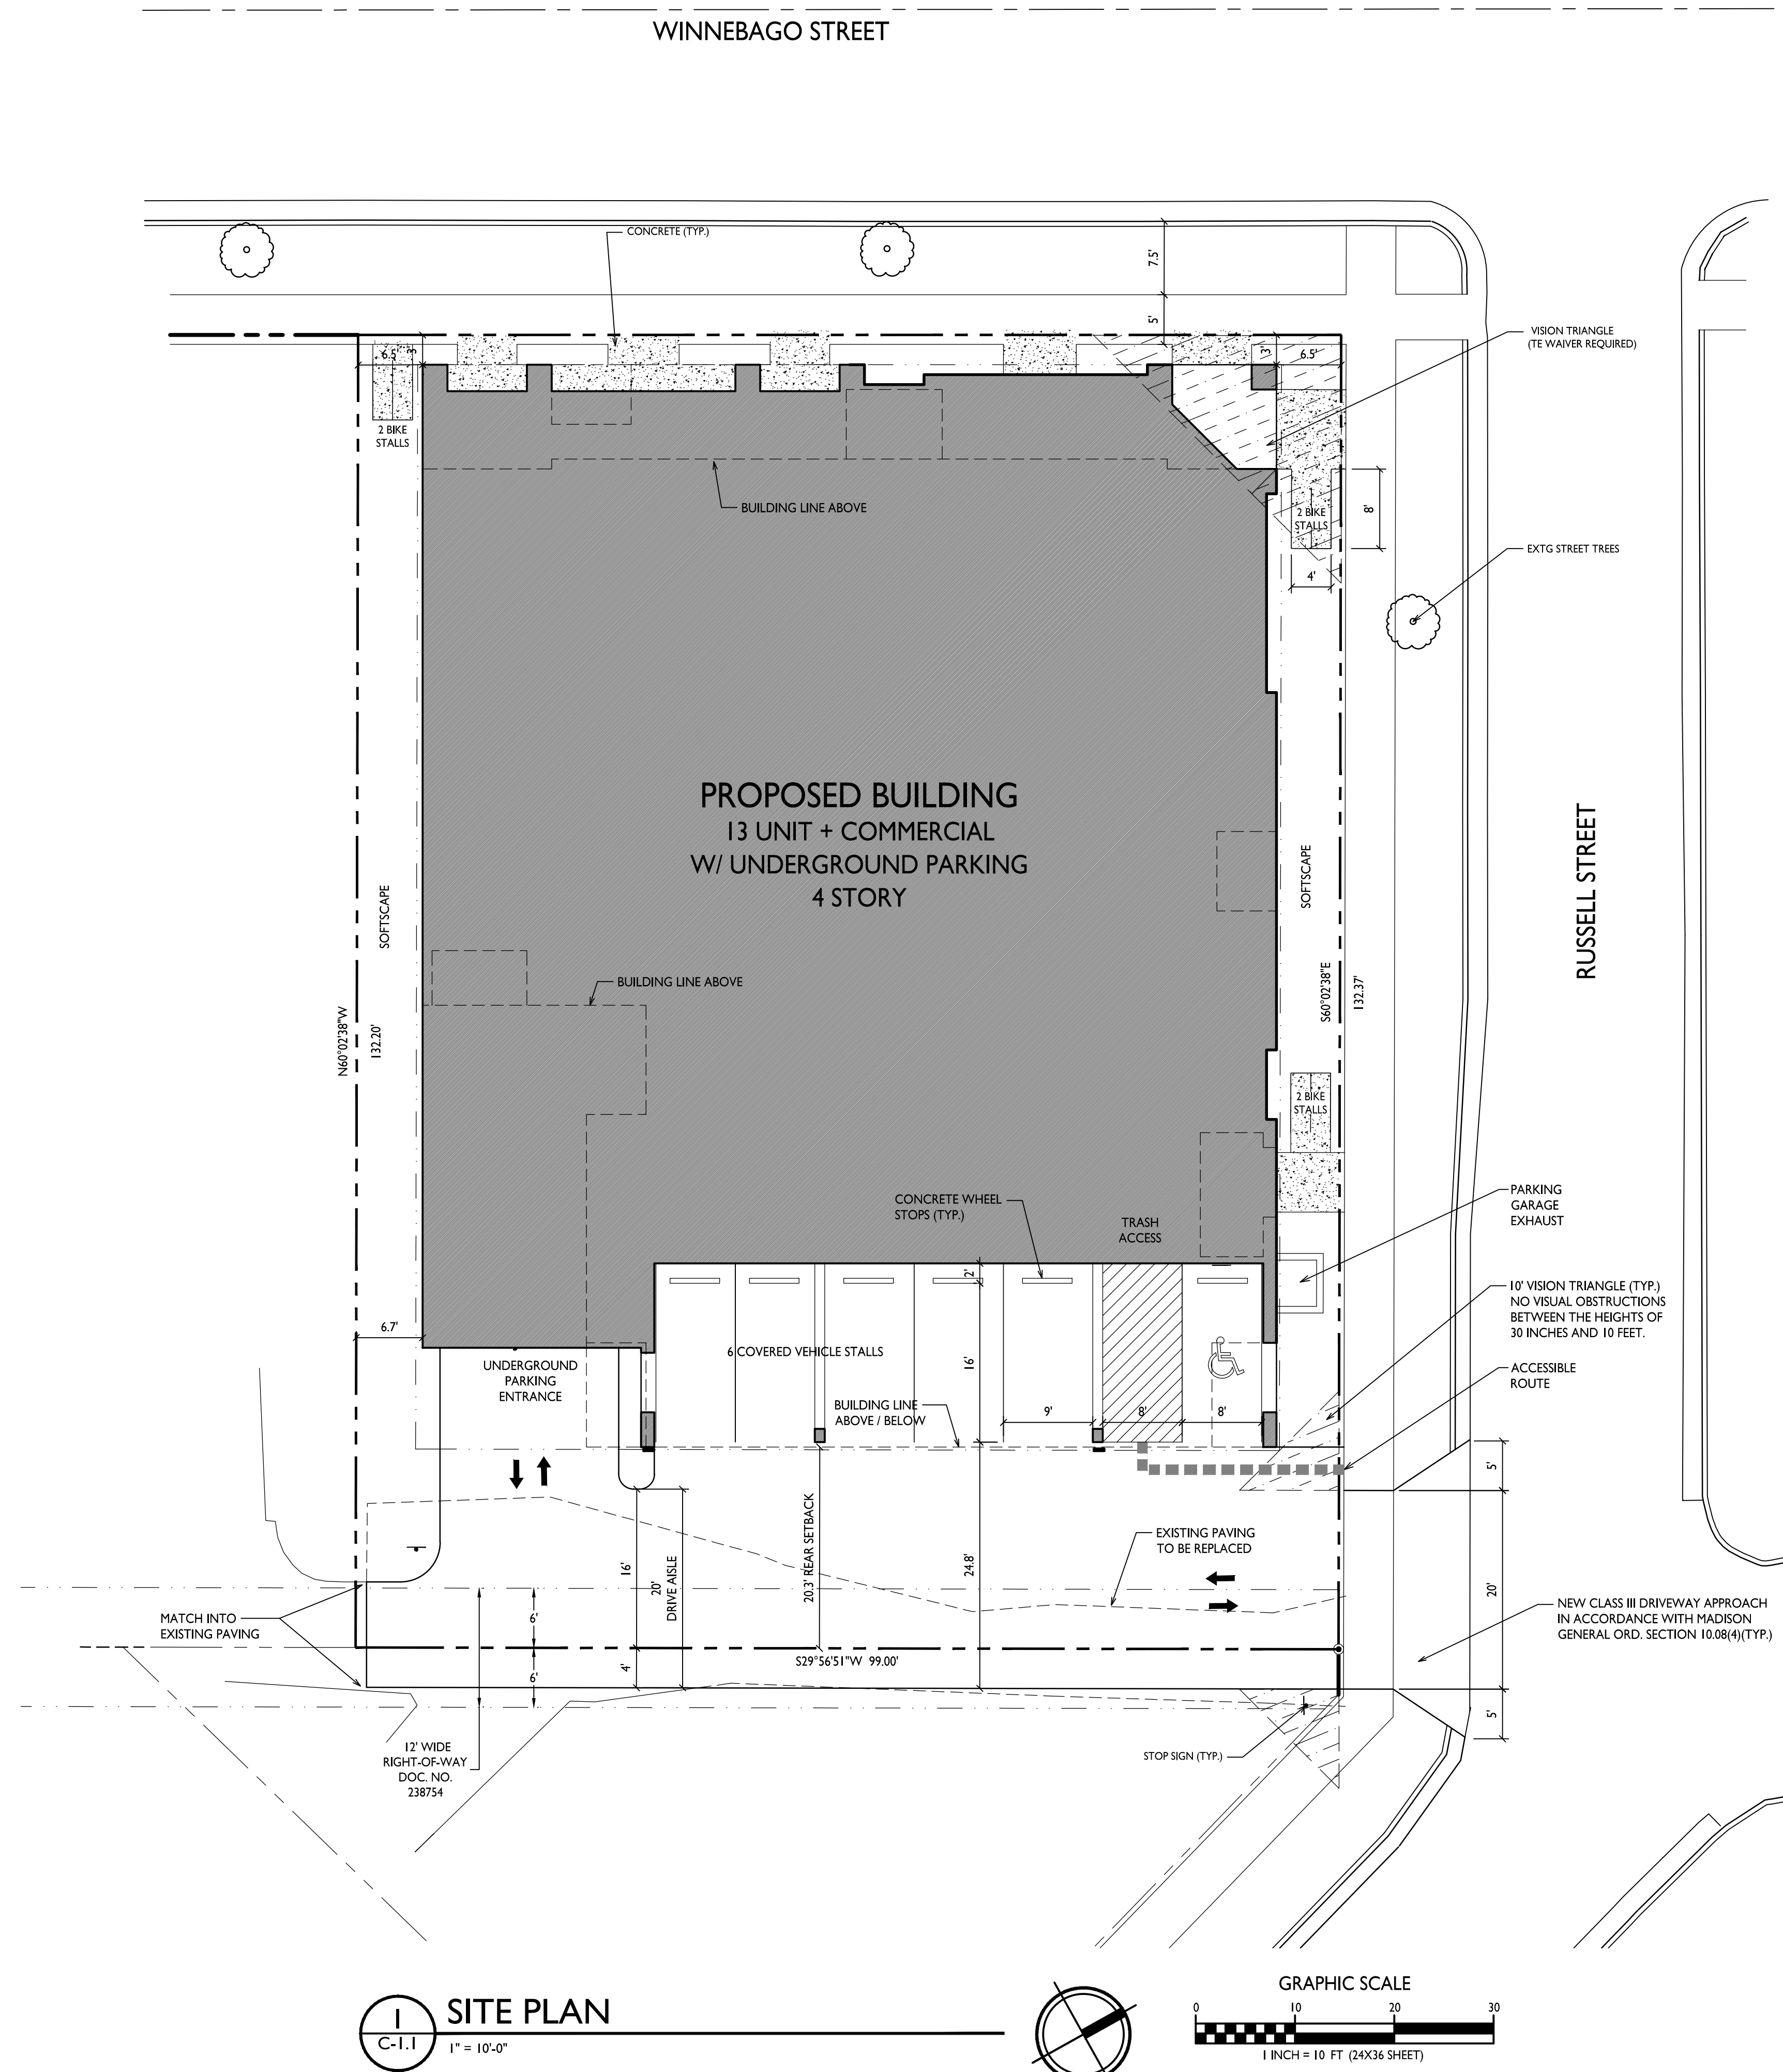 WINNEBAGO STREET
CONCRETE (TYP.)
7.5'
5'
VISION TRIANGLE
(TE WAIVER REQUIRED)
6.5'
3'
3'
6.5'
2 BIKE
STALLS
BUILDING LINE ABOVE
2 BIKE
STALLS
8'
4'
EXTG STREET TREES
PROPOSED BUILDING
13 UNIT + COMMERCIAL
W/ UNDERGROUND PARKING
4 STORY
SOFTSCAPE
SOFTSCAPE
RUSSELL STREET
BUILDING LINE ABOVE
N60°02'38"W
132.20'
S60°02'38"E
132.37'
2 BIKE
STALLS
CONCRETE WHEEL
STOPS (TYP.)
TRASH
ACCESS
PARKING
GARAGE
EXHAUST
2'
10' VISION TRIANGLE (TYP.)
NO VISUAL OBSTRUCTIONS
BETWEEN THE HEIGHTS OF
30 INCHES AND 10 FEET.
6.7'
UNDERGROUND
PARKING
ENTRANCE
6 COVERED VEHICLE STALLS
16'
ACCESSIBLE
ROUTE
BUILDING LINE
ABOVE / BELOW
9'
8'
8'
5'
20.3' REAR SETBACK
EXISTING PAVING
TO BE REPLACED
16'
20'
DRIVE AISLE
24.8'
20'
MATCH INTO
EXISTING PAVING
6'
NEW CLASS III DRIVEWAY APPROACH
IN ACCORDANCE WITH MADISON
GENERAL ORD. SECTION 10.08(4)(TYP.)
S29°56'51"W 99.00'
6'
4'
5'
12' WIDE
RIGHT-OF-WAY
DOC. NO.
238754
STOP SIGN (TYP.)
1
C-1.1
SITE PLAN
1" = 10'-0"
GRAPHIC SCALE
0 10 20 30
1 INCH = 10 FT (24X36 SHEET)